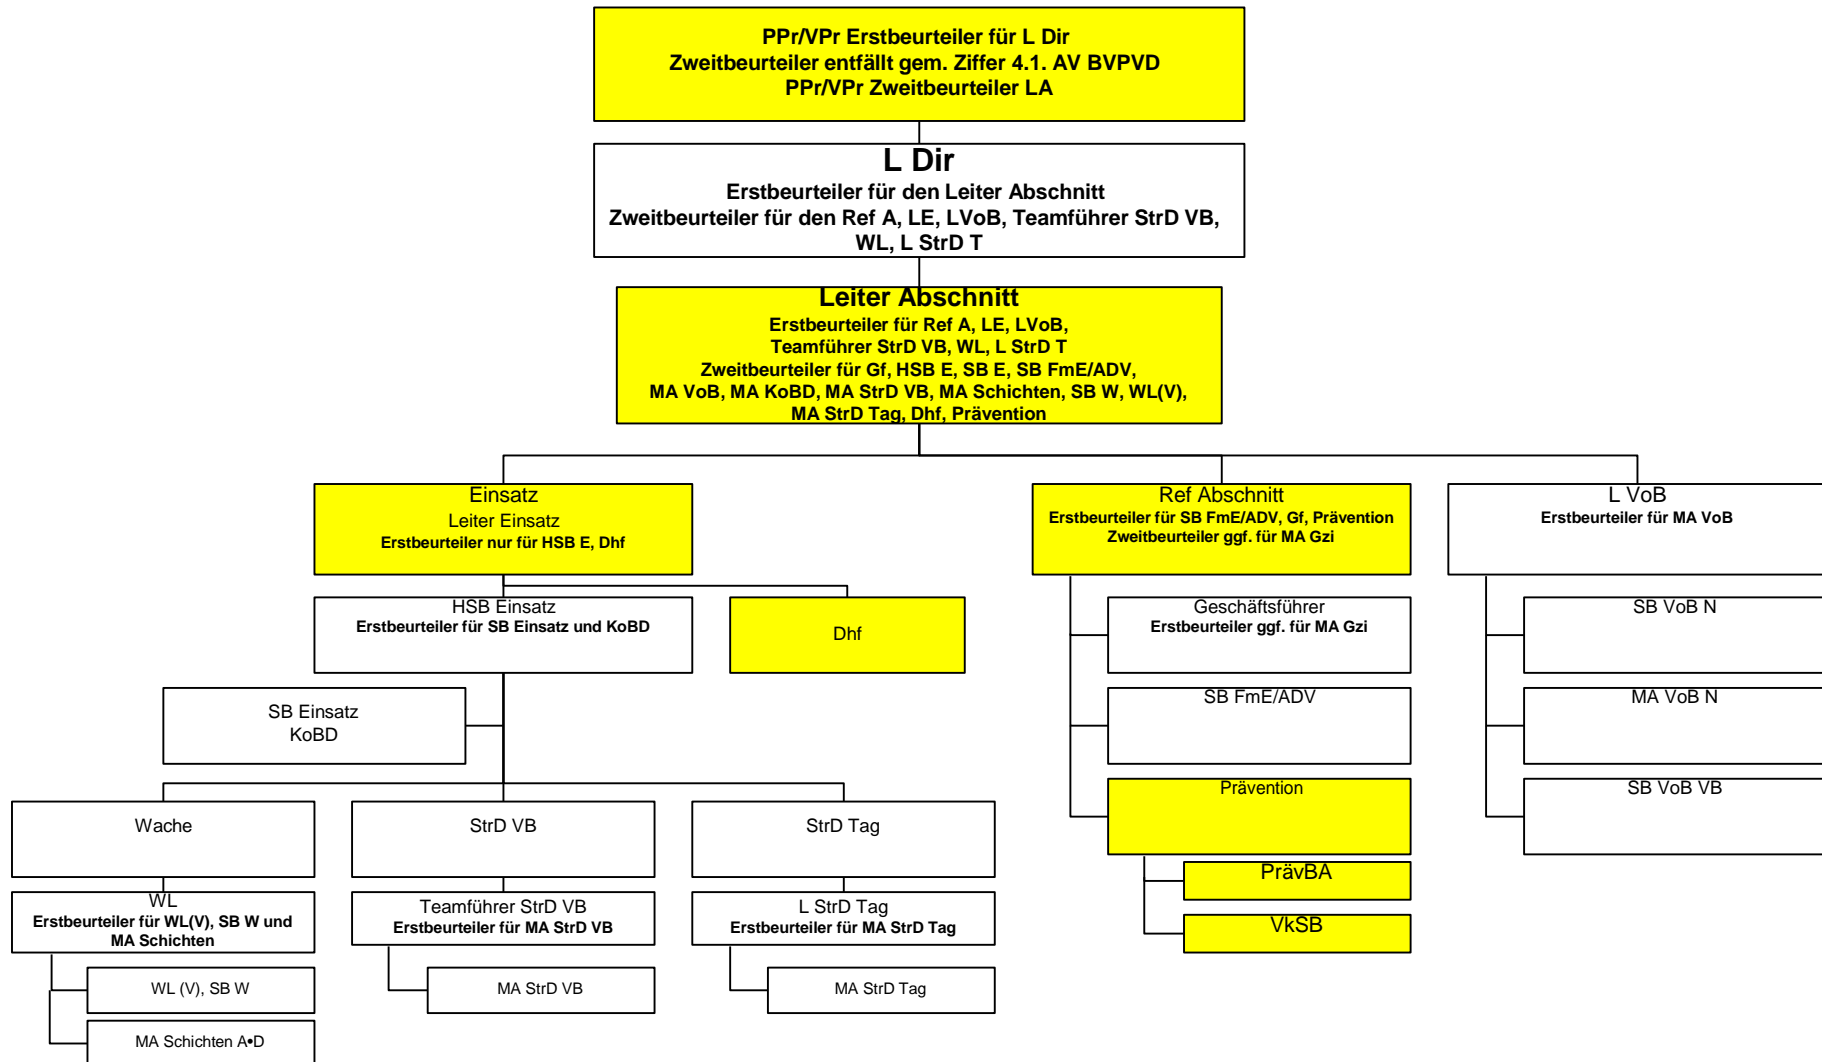 PPr/VPr Erstbeurteiler für L Dir
Zweitbeurteiler entfällt gem. Ziffer 4.1. AV BVPVD
PPr/VPr Zweitbeurteiler LA
L Dir
Erstbeurteiler für den Leiter Abschnitt
Zweitbeurteiler für den Ref A, LE, LVoB, Teamführer StrD VB,
WL, L StrD T
Leiter Abschnitt
Erstbeurteiler für Ref A, LE, LVoB,
Teamführer StrD VB, WL, L StrD T
Zweitbeurteiler für Gf, HSB E, SB E, SB FmE/ADV,
MA VoB, MA KoBD, MA StrD VB, MA Schichten, SB W, WL(V),
MA StrD Tag, Dhf, Prävention
Einsatz
Leiter Einsatz
Erstbeurteiler nur für HSB E, Dhf
Ref Abschnitt
Erstbeurteiler für SB FmE/ADV, Gf, Prävention
Zweitbeurteiler ggf. für MA Gzi
L VoB
Erstbeurteiler für MA VoB
HSB Einsatz
Erstbeurteiler für SB Einsatz und KoBD
Dhf
Geschäftsführer
Erstbeurteiler ggf. für MA Gzi
SB VoB N
SB Einsatz
KoBD
SB FmE/ADV
MA VoB N
Wache
StrD VB
StrD Tag
Prävention
SB VoB VB
PrävBA
VkSB
WL
Erstbeurteiler für WL(V), SB W und
MA Schichten
Teamführer StrD VB
Erstbeurteiler für MA StrD VB
L StrD Tag
Erstbeurteiler für MA StrD Tag
WL (V), SB W
MA StrD VB
MA StrD Tag
MA Schichten A•D